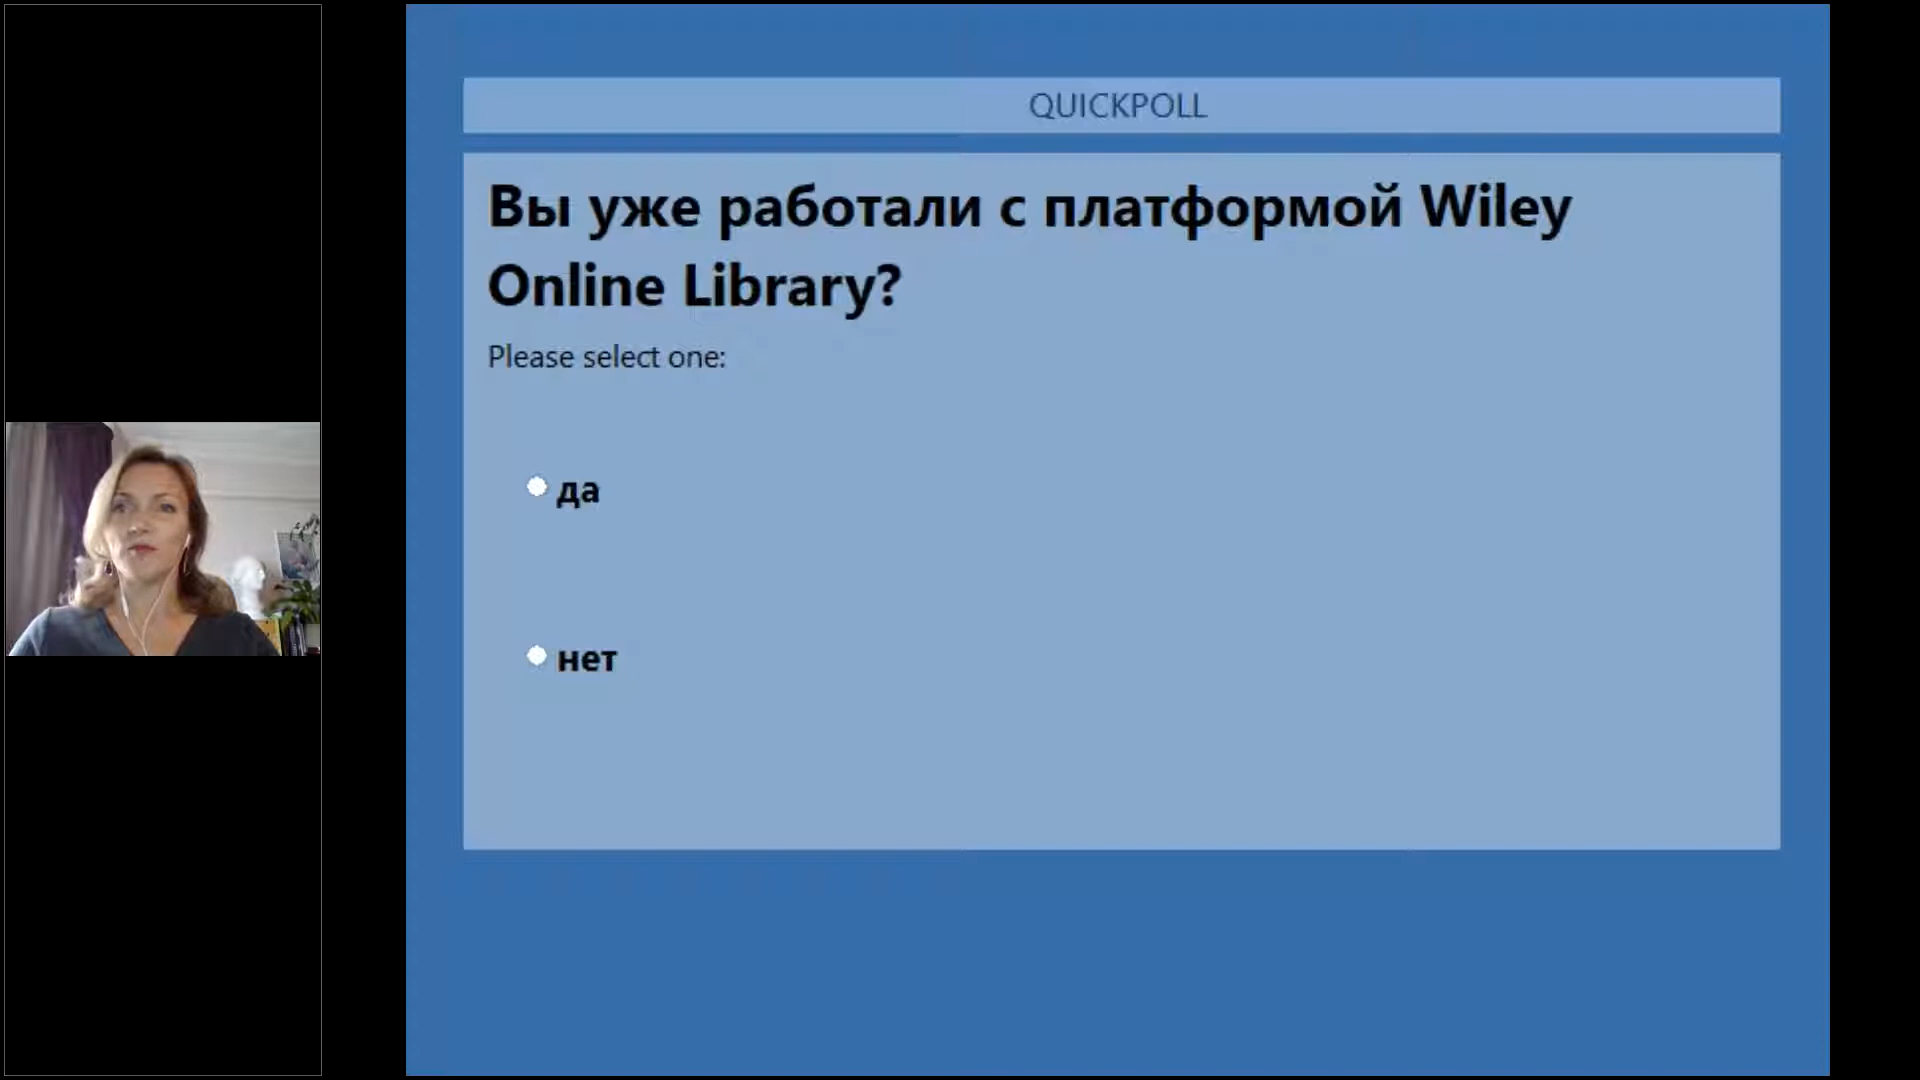 QUICKPOLL
Вы уже работали с платформой Wiley
Online Library?
Please select one:
да
нет